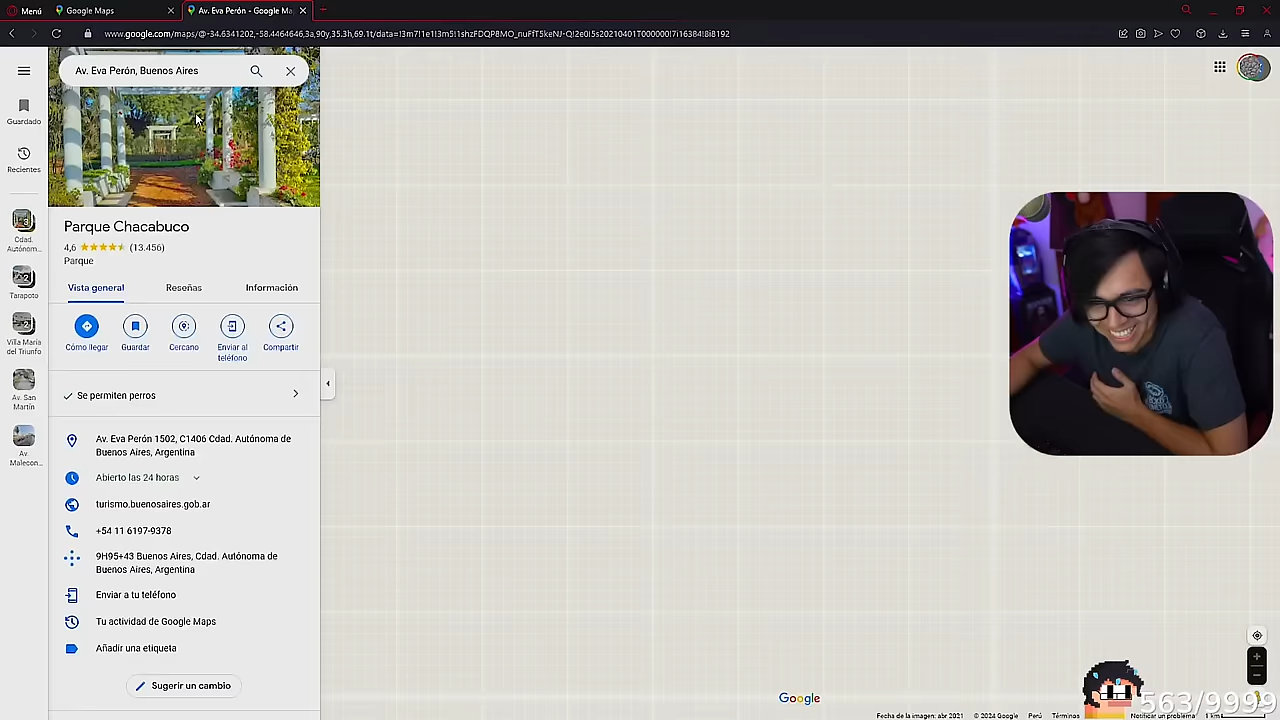 Menú
Google Maps
Av. Eva Perón - Google Ma
www.google.com/maps/@-34.6341202,-58.4464646,3a,90y,35.3h,69.1t/data=!3m7!1e1!3m5!1shzFDQP8MO_nuFfT5keNJ-Q!2e0!5s20210401T000000!7i16384!8i8192
Av. Eva Perón, Buenos Aires
Guardado
Recientes
Cdad.
Autónom...
Tarapoto
Villa María
del Triunfo
Av. San
Martín
Av.
Malecon...
Parque Chacabuco
4,6 (13.456)
Parque
Vista general
Reseñas
Información
Cómo llegar
Guardar
Cercano
Enviar al
teléfono
Compartir
Se permiten perros
Av. Eva Perón 1502, C1406 Cdad. Autónoma de
Buenos Aires, Argentina
Abierto las 24 horas
turismo.buenosaires.gob.ar
+54 11 6197-9378
9H95+43 Buenos Aires, Cdad. Autónoma de
Buenos Aires, Argentina
Enviar a tu teléfono
Tu actividad de Google Maps
Añadir una etiqueta
Sugerir un cambio
Google
563/9999
Fecha de la imagen: abr 2021 © 2024 Google Perú Términos Notificar un problema 1 km